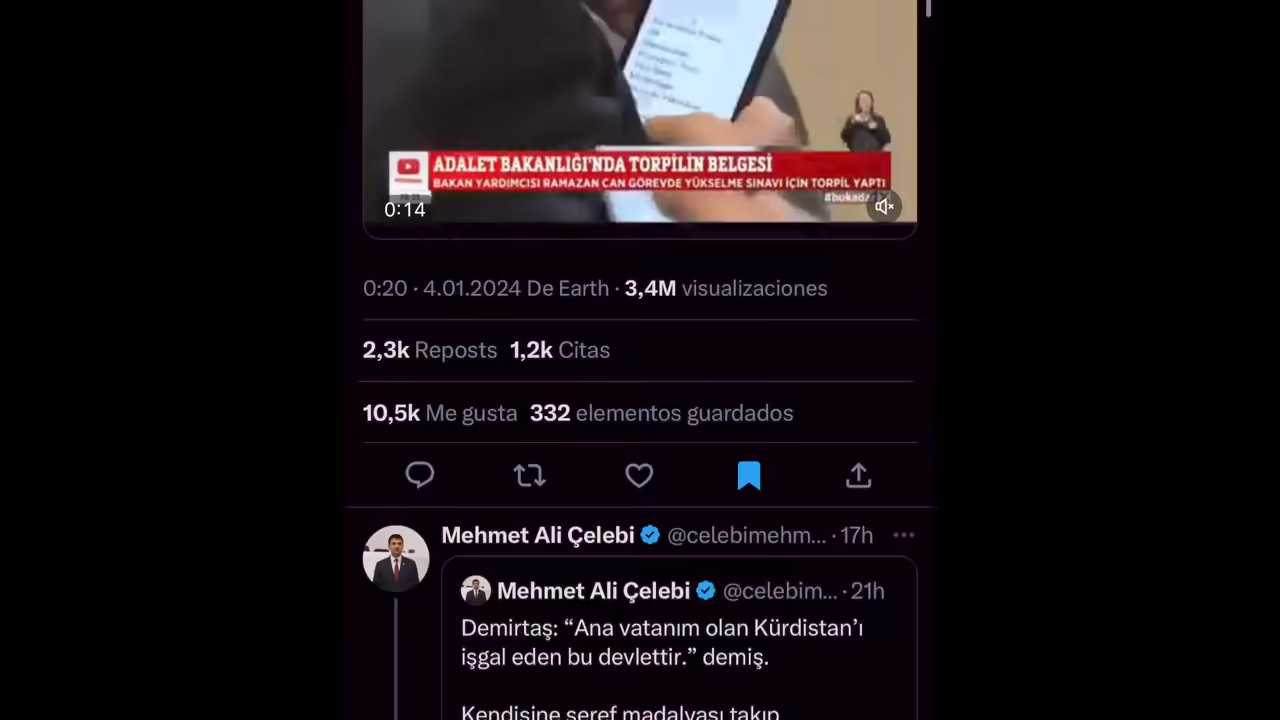 ADALET BAKANLIĞI'NDA TORPİLİN BELGESİ
BAKAN YARDIMCISI RAMAZAN CAN GÖREVDE YÜKSELME SINAVI İÇİN TORPİL YAPTI
0:14
0:20 · 4.01.2024 De Earth · 3,4M visualizaciones
2,3k Reposts 1,2k Citas
10,5k Me gusta 332 elementos guardados
Mehmet Ali Çelebi @celebimehm... · 17h
Mehmet Ali Çelebi @celebim... · 21h
Demirtaş: “Ana vatanım olan Kürdistan’ı
işgal eden bu devlettir.” demiş.
Kendisine şeref madalyası takıp